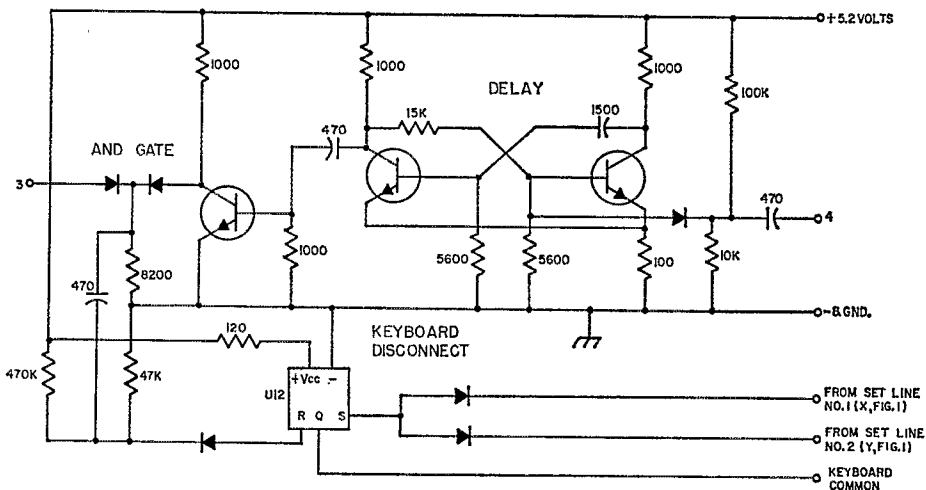 +5.2 VOLTS
1000
1000
1000
DELAY
100K
15K
1500
470
AND GATE
3
470
4
1000
5600
5600
100
10K
470
8200
-& GND.
120
KEYBOARD
DISCONNECT
470K
47K
+Vcc -
U12
R Q S
FROM SET LINE
NO.1 (X,FIG.1)
FROM SET LINE
NO.2 (Y,FIG.1)
KEYBOARD
COMMON